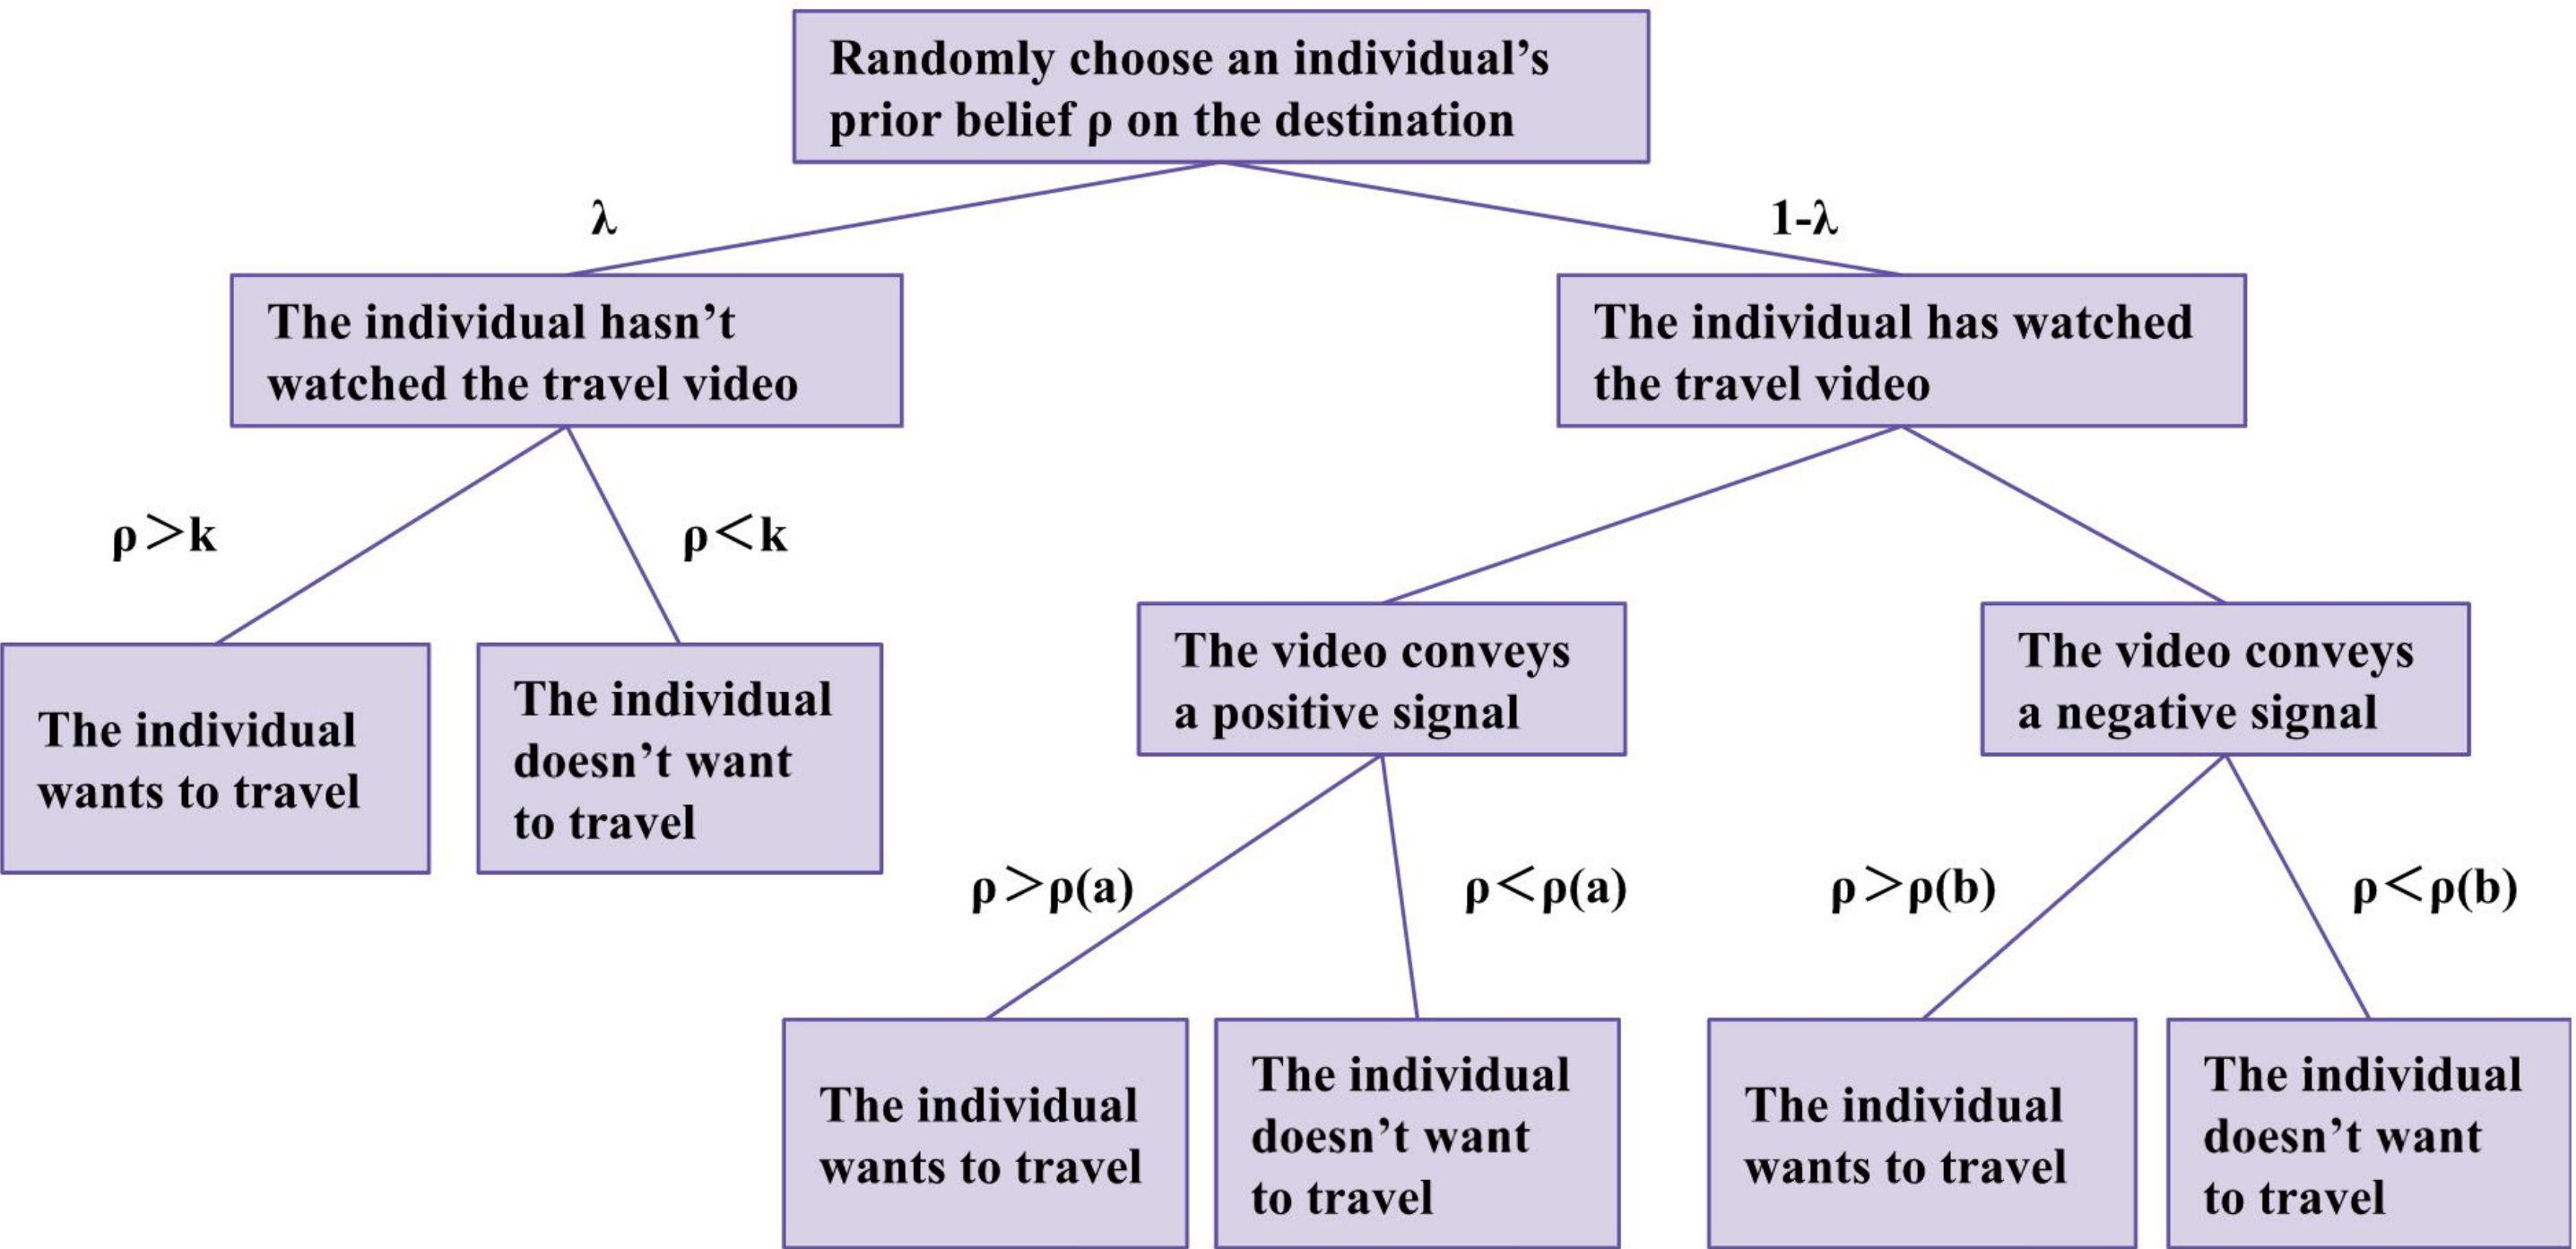 Randomly choose an individual’s
prior belief ρ on the destination
λ
1-λ
The individual hasn’t
watched the travel video
The individual has watched
the travel video
ρ＞k
ρ＜k
The individual
wants to travel
The individual
doesn’t want
to travel
The video conveys
a positive signal
The video conveys
a negative signal
ρ＞ρ(a)
ρ＜ρ(a)
ρ＞ρ(b)
ρ＜ρ(b)
The individual
wants to travel
The individual
doesn’t want
to travel
The individual
wants to travel
The individual
doesn’t want
to travel